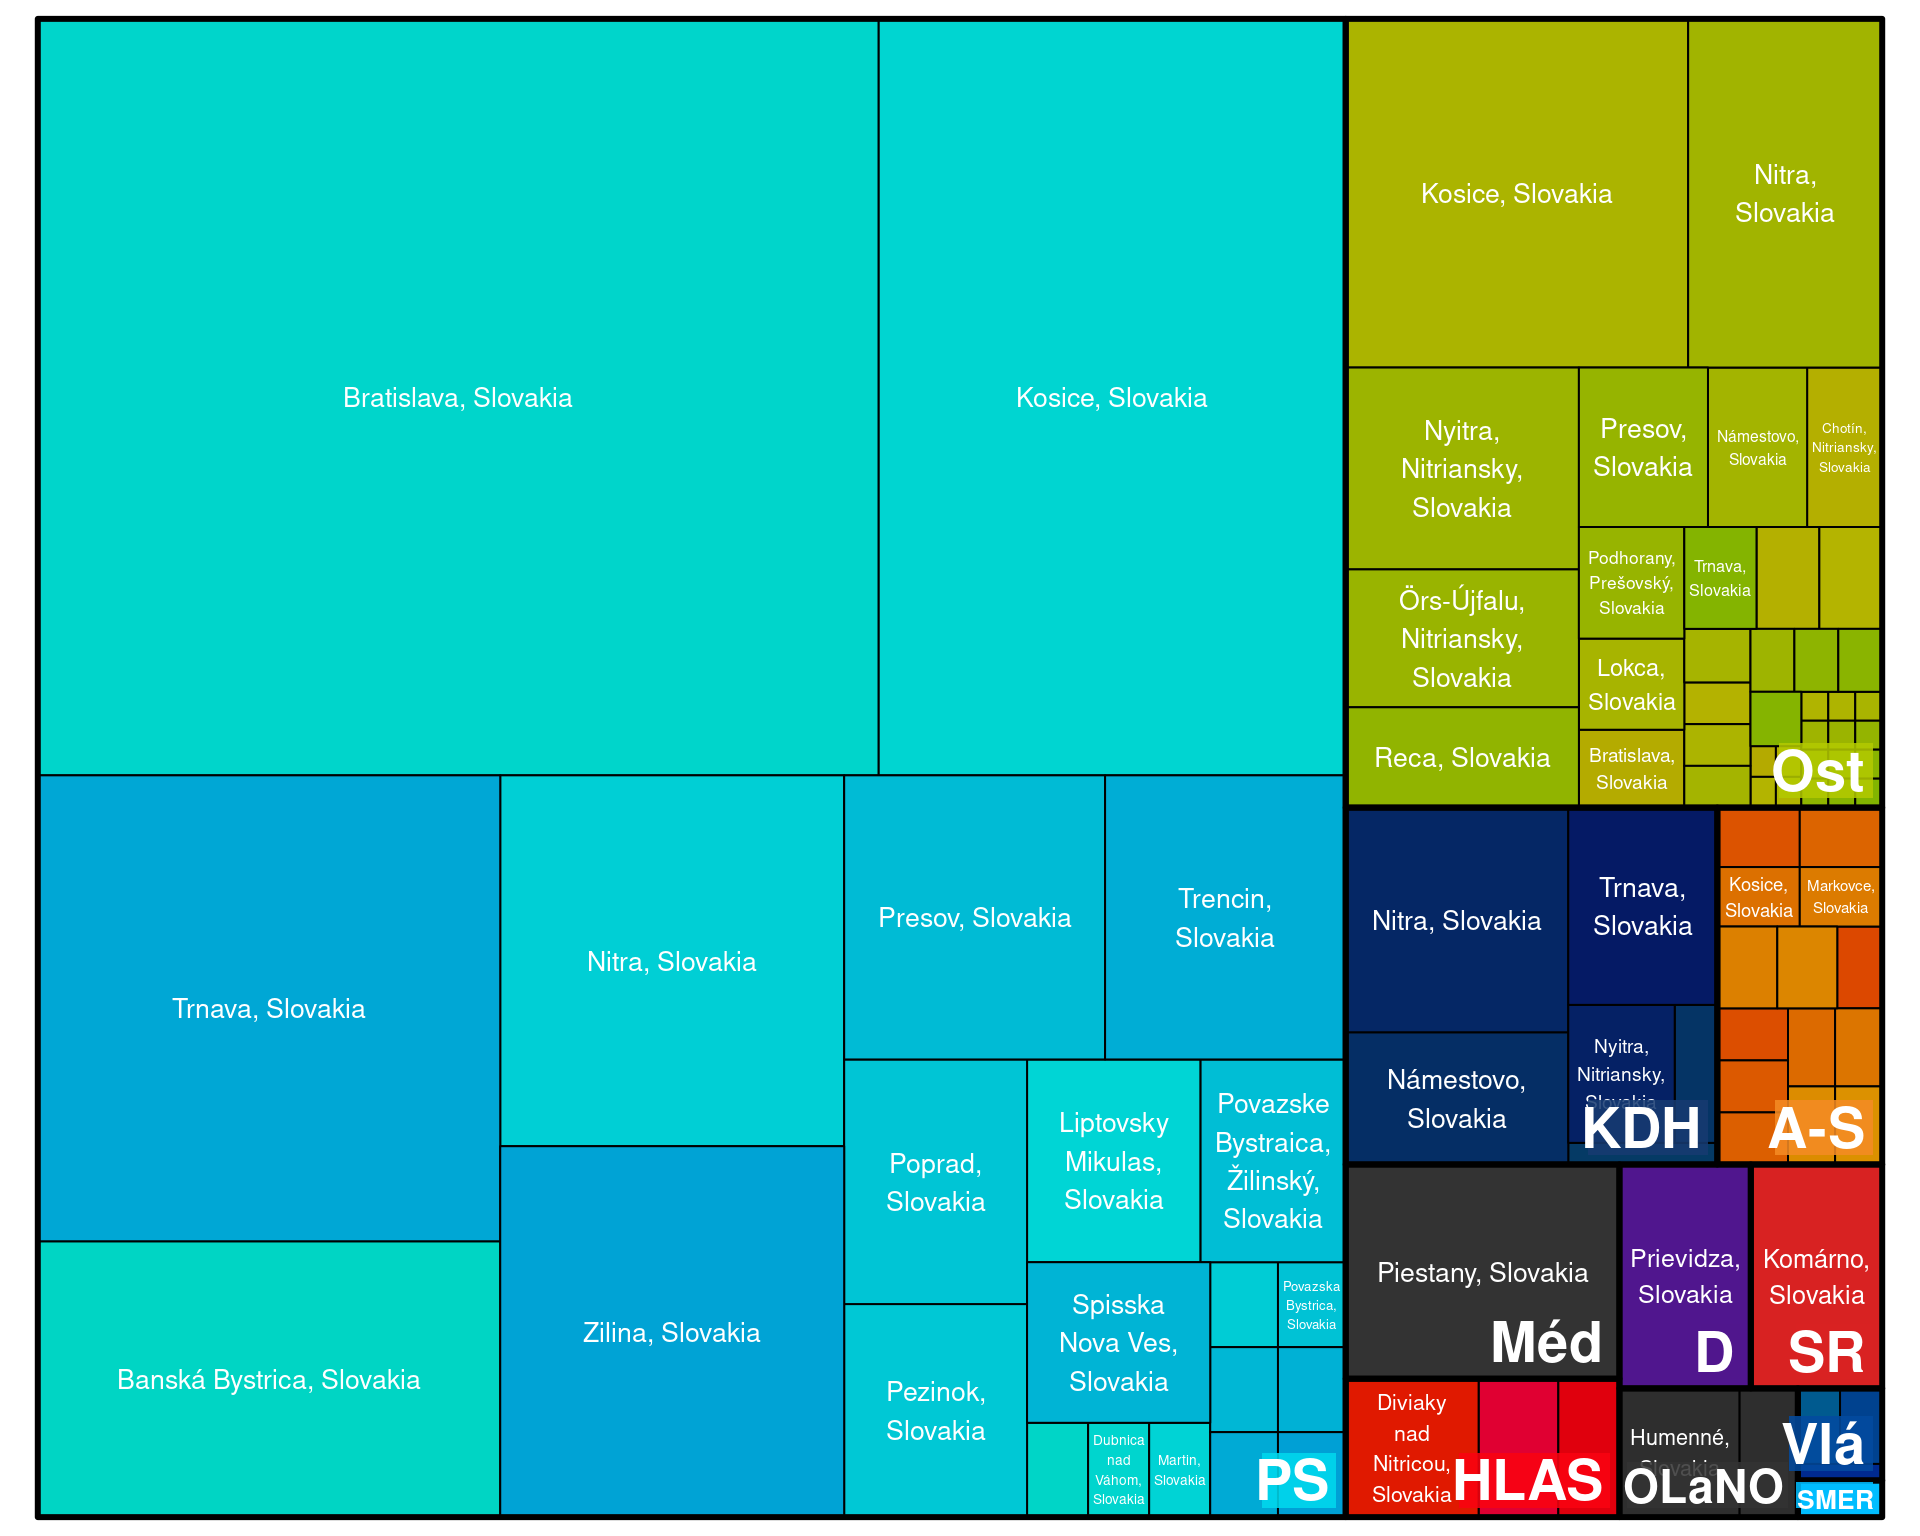 Bratislava, Slovakia
Kosice, Slovakia
Trnava, Slovakia
Nitra, Slovakia
Presov, Slovakia
Trencin,
Slovakia
Banská Bystrica, Slovakia
Zilina, Slovakia
Poprad,
Slovakia
Liptovsky
Mikulas,
Slovakia
Povazske
Bystraica,
Žilinský,
Slovakia
Pezinok,
Slovakia
Spisska
Nova Ves,
Slovakia
Povazska
Bystrica,
Slovakia
Dubnica
nad
Váhom,
Slovakia
Martin,
Slovakia
PS
Kosice, Slovakia
Nitra,
Slovakia
Nyitra,
Nitriansky,
Slovakia
Presov,
Slovakia
Námestovo,
Slovakia
Chotín,
Nitriansky,
Slovakia
Örs-Újfalu,
Nitriansky,
Slovakia
Podhorany,
Prešovský,
Slovakia
Trnava,
Slovakia
Lokca,
Slovakia
Reca, Slovakia
Bratislava,
Slovakia
Ost
Nitra, Slovakia
Trnava,
Slovakia
Námestovo,
Slovakia
Nyitra,
Nitriansky,
Slovakia
KDH
Kosice,
Slovakia
Markovce,
Slovakia
A-S
Piestany, Slovakia
Méd
Prievidza,
Slovakia
D
Komárno,
Slovakia
SR
Diviaky
nad
Nitricou,
Slovakia
HLAS
Humenné,
Slovakia
OLaNO
Vlá
SMER